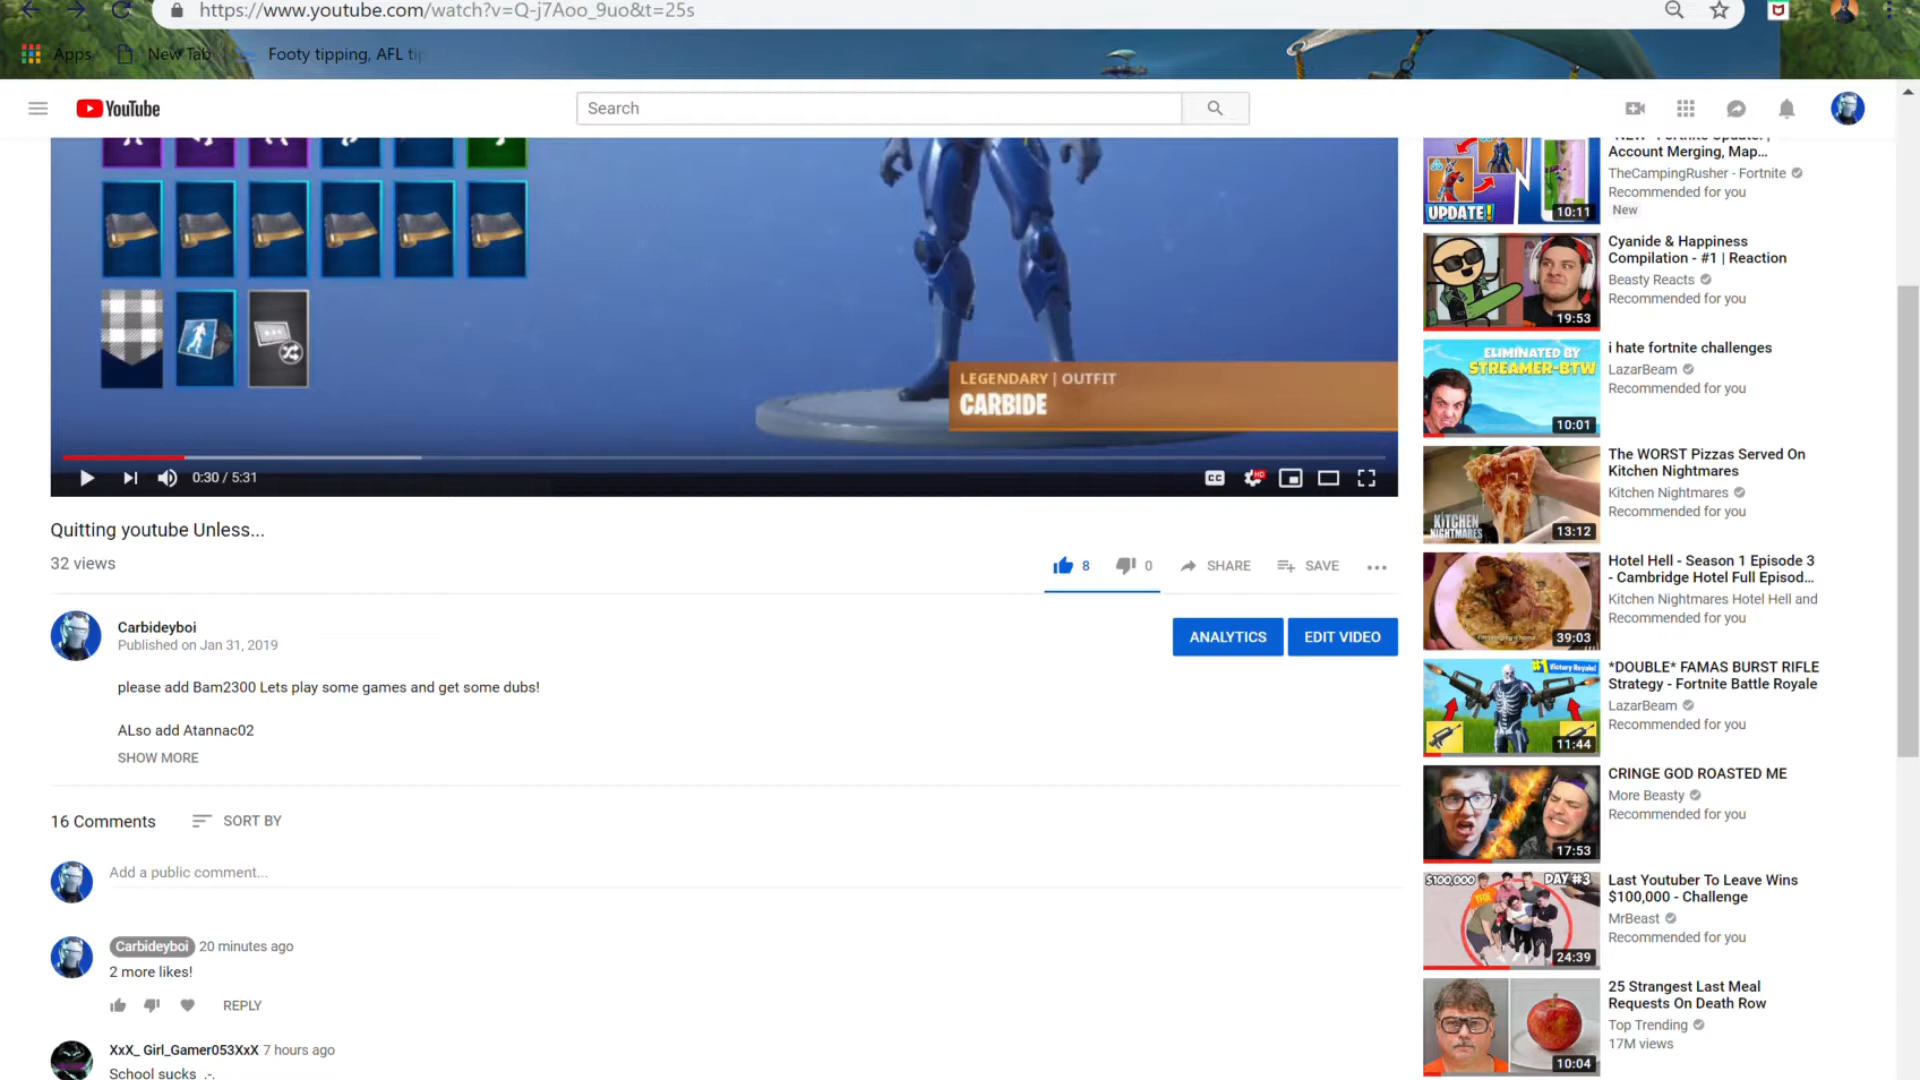 https://www.youtube.com/watch?v=Q-j7Aoo_9uo&t=25s
Apps
New Tab
Footy tipping, AFL tip
YouTube
Search
LEGENDARY | OUTFIT
CARBIDE
0:30 / 5:31
CC
HD
Quitting youtube Unless...
32 views
8
0
SHARE
SAVE
Carbideyboi
Published on Jan 31, 2019
ANALYTICS
EDIT VIDEO
please add Bam2300 Lets play some games and get some dubs!
ALso add Atannac02
SHOW MORE
16 Comments
SORT BY
Add a public comment...
Carbideyboi 20 minutes ago
2 more likes!
REPLY
XxX_ Girl_Gamer053XxX 7 hours ago
School sucks .-.
UPDATE!
10:11
*NEW* Fortnite Update! |
Account Merging, Map...
TheCampingRusher - Fortnite
Recommended for you
New
19:53
Cyanide & Happiness
Compilation - #1 | Reaction
Beasty Reacts
Recommended for you
ELIMINATED BY
STREAMER-BTW
10:01
i hate fortnite challenges
LazarBeam
Recommended for you
KITCHEN
NIGHTMARES
13:12
The WORST Pizzas Served On
Kitchen Nightmares
Kitchen Nightmares
Recommended for you
39:03
Hotel Hell - Season 1 Episode 3
- Cambridge Hotel Full Episod...
Kitchen Nightmares Hotel Hell and
Recommended for you
#1 Victory Royale!
11:44
*DOUBLE* FAMAS BURST RIFLE
Strategy - Fortnite Battle Royale
LazarBeam
Recommended for you
17:53
CRINGE GOD ROASTED ME
More Beasty
Recommended for you
$100,000
DAY #3
24:39
Last Youtuber To Leave Wins
$100,000 - Challenge
MrBeast
Recommended for you
10:04
25 Strangest Last Meal
Requests On Death Row
Top Trending
17M views